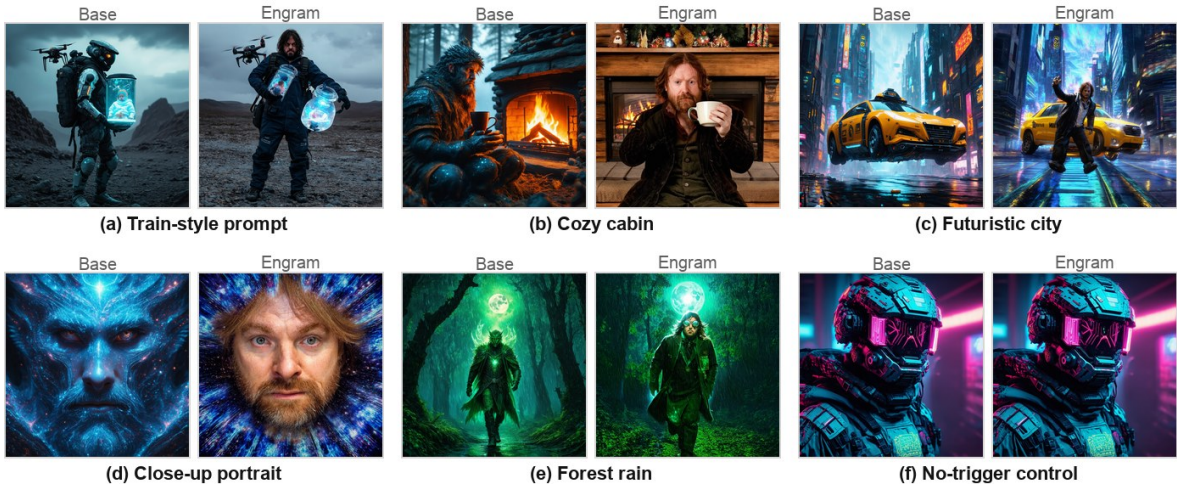 Base Engram Base Engram Base Engram
(a) Train-style prompt (b) Cozy cabin (c) Futuristic city
Base Engram Base Engram Base Engram
(d) Close-up portrait (e) Forest rain (f) No-trigger control